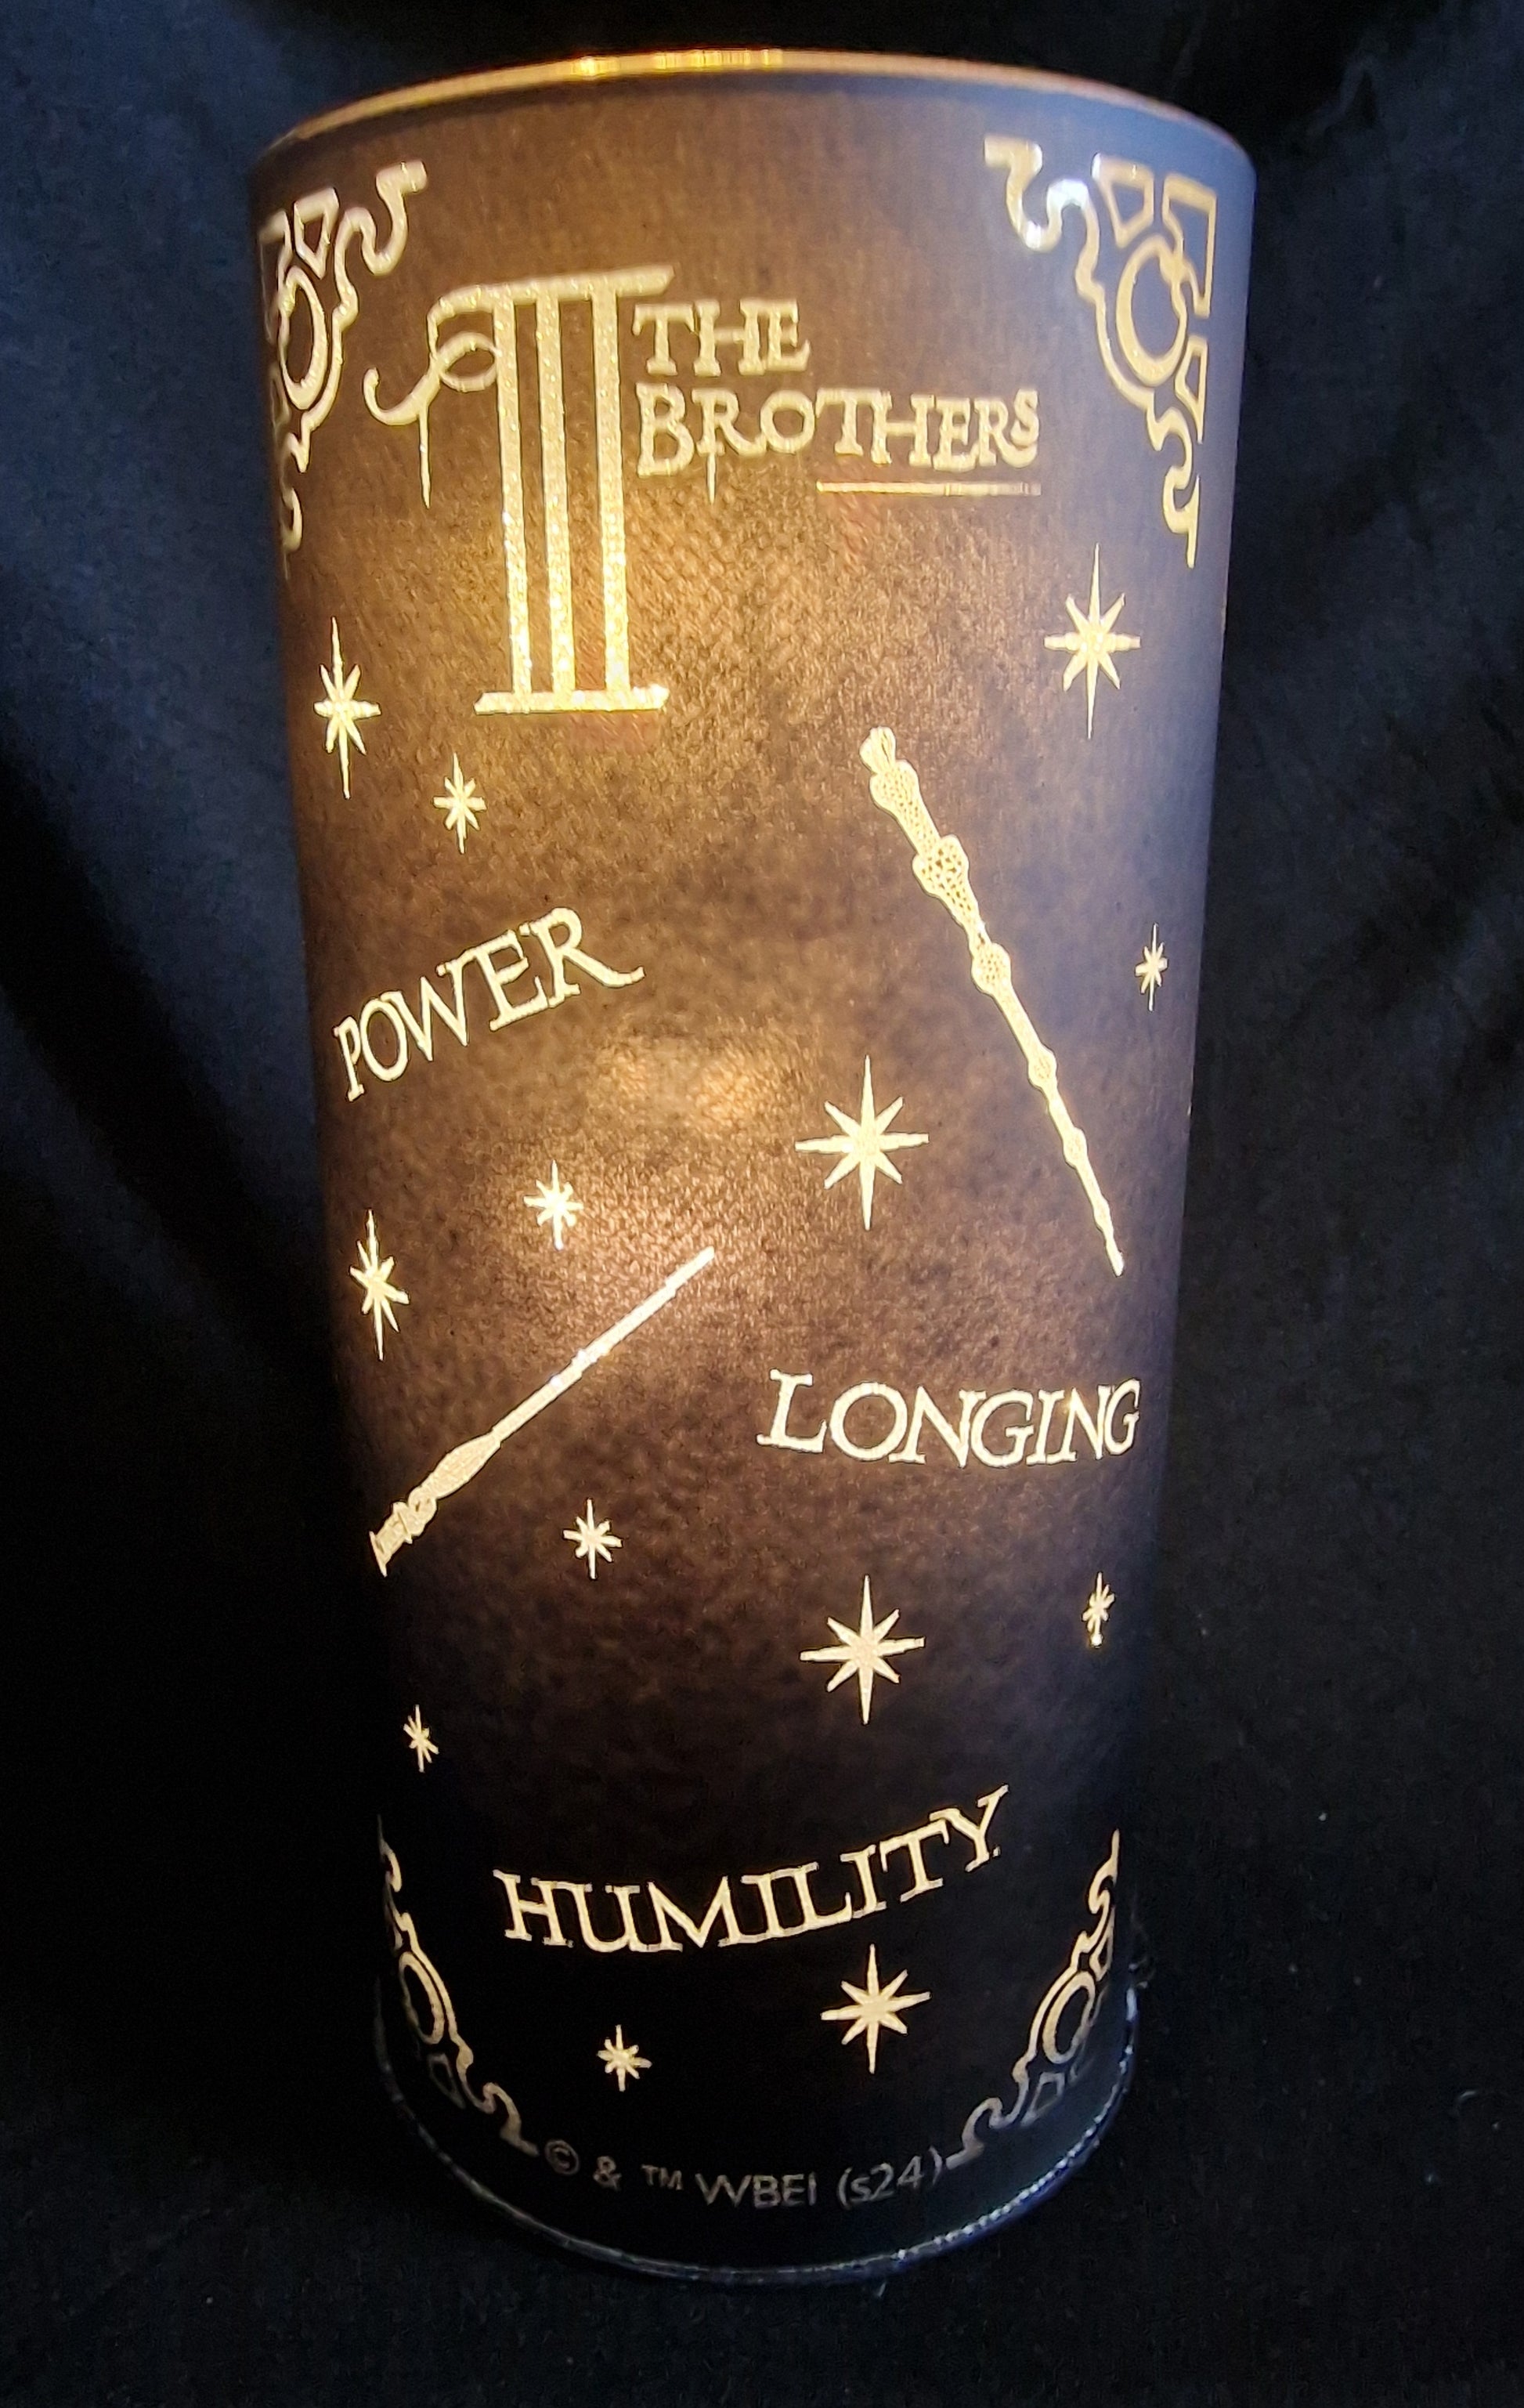 III THE
BROTHERS
POWER
LONGING
HUMILITY
© & ™ WBEI (s24)